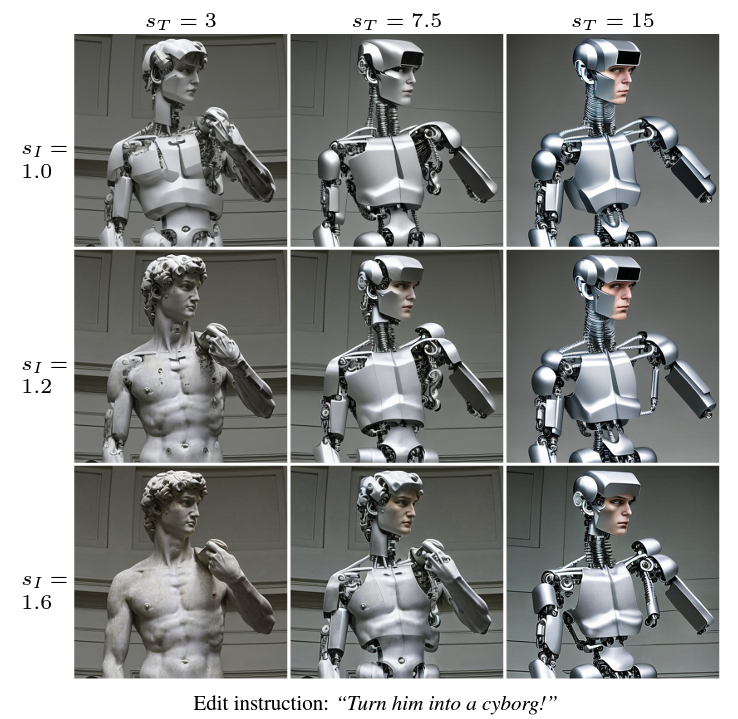 s_T = 3 s_T = 7.5 s_T = 15
s_I =
1.0
s_I =
1.2
s_I =
1.6
Edit instruction: “Turn him into a cyborg!”